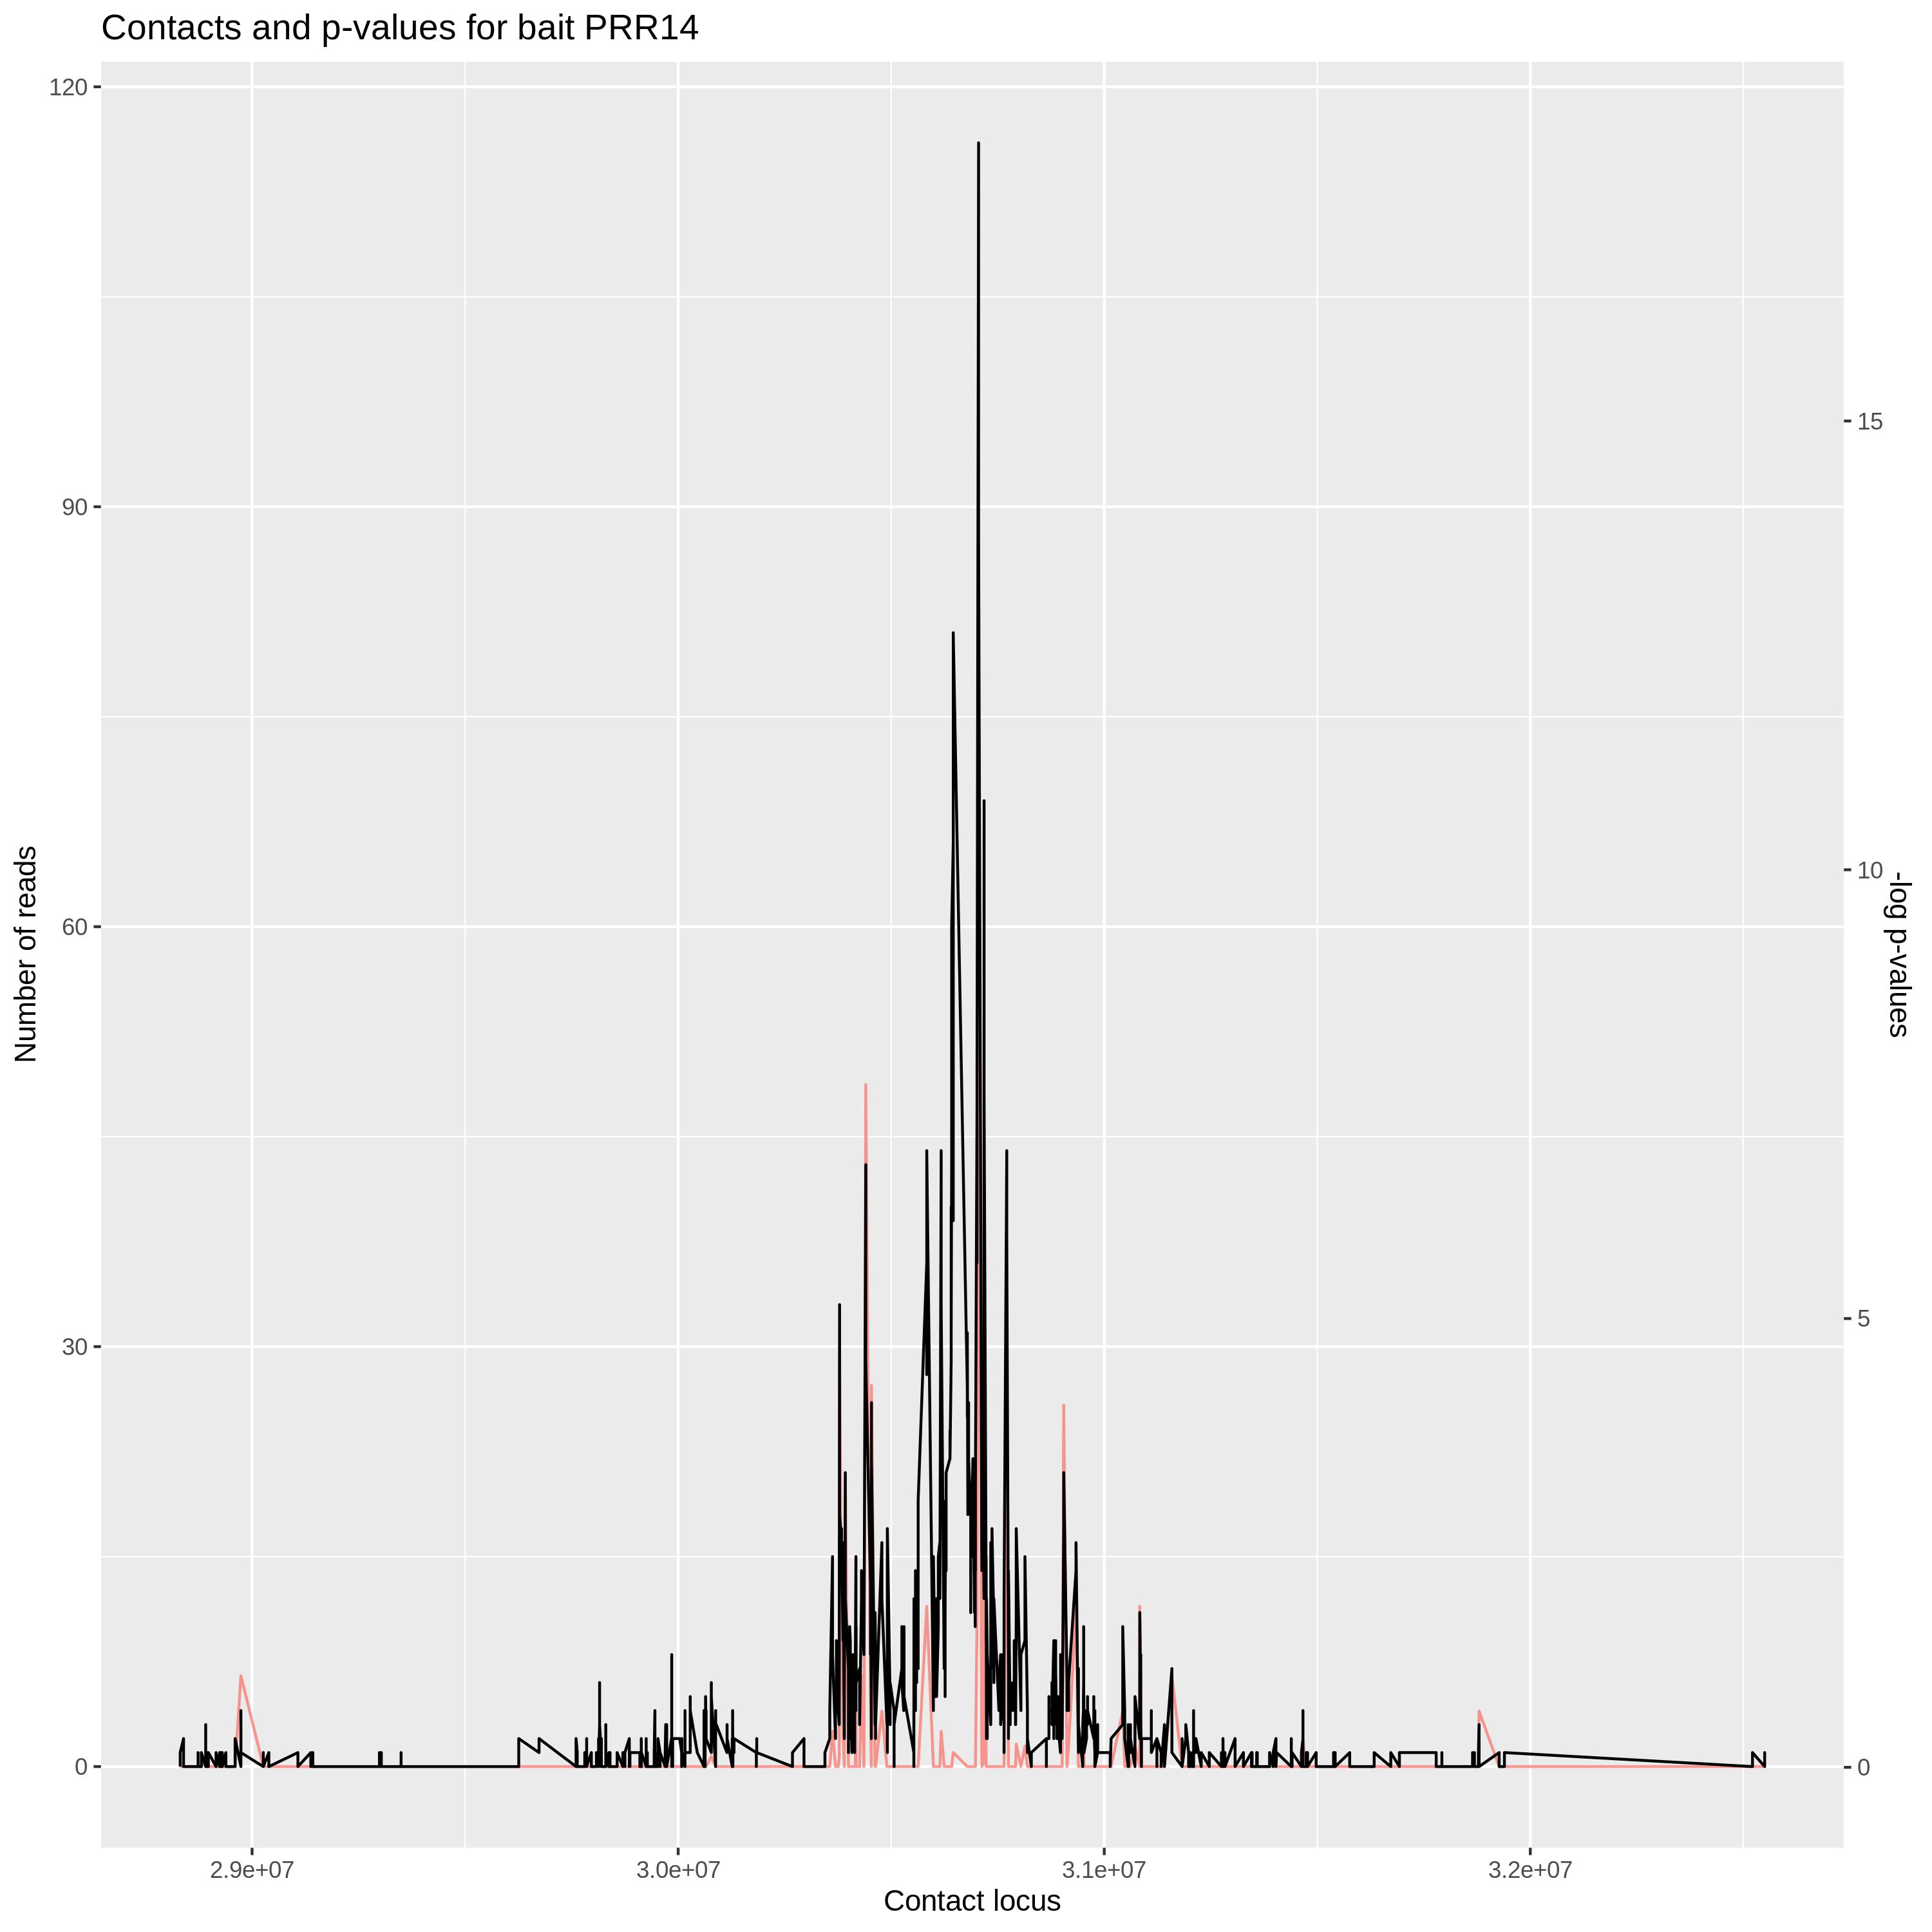 Contacts and p-values for bait PRR14
120
90
60
30
0
Number of reads
15
10
5
0
-log p-values
2.9e+07
3.0e+07
3.1e+07
3.2e+07
Contact locus